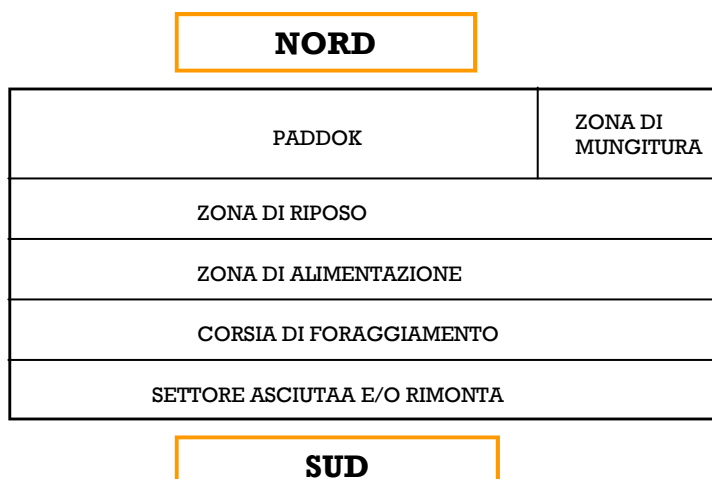 NORD
PADDOK
ZONA DI
MUNGITURA
ZONA DI RIPOSO
ZONA DI ALIMENTAZIONE
CORSIA DI FORAGGIAMENTO
SETTORE ASCIUTAA E/O RIMONTA
SUD